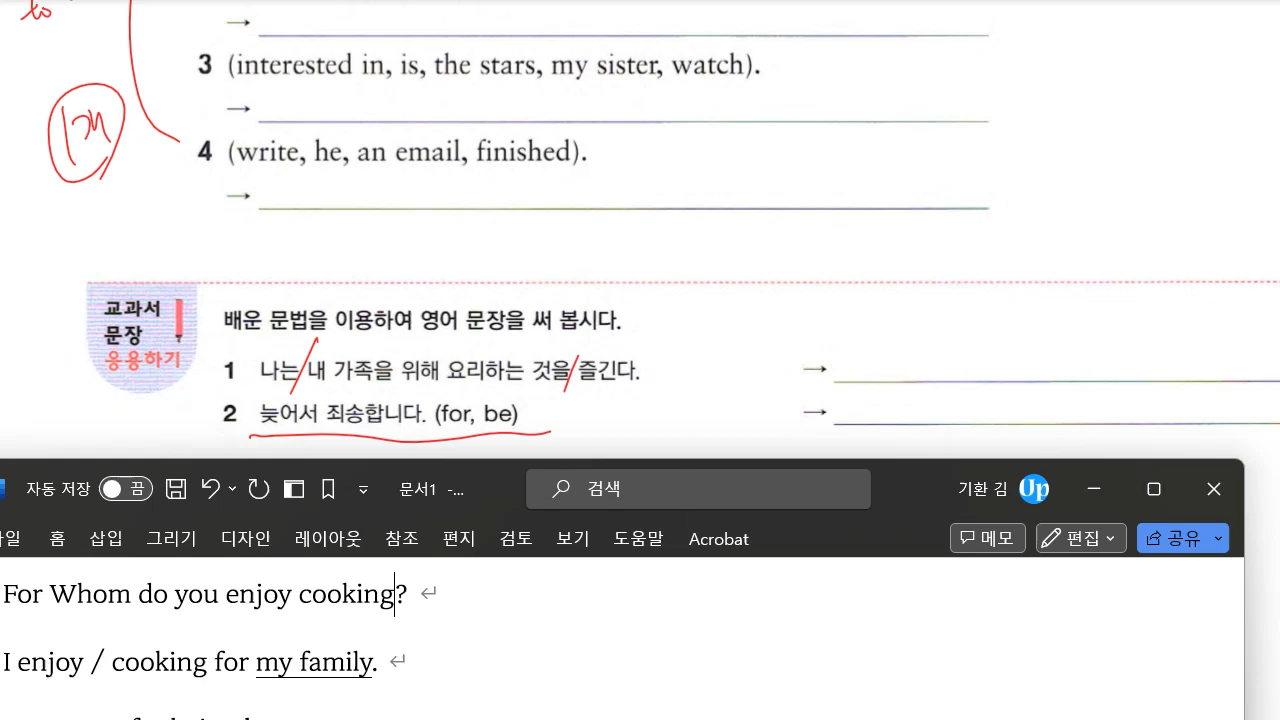 to
→
3 (interested in, is, the stars, my sister, watch).
→
4 (write, he, an email, finished).
→
교과서
문장
응용하기
배운 문법을 이용하여 영어 문장을 써 봅시다.
1 나는 내 가족을 위해 요리하는 것을 즐긴다. →
2 늦어서 죄송합니다. (for, be) →
자동 저장 끔 문서1 -... 검색 기환 김 Up
일 홈 삽입 그리기 디자인 레이아웃 참조 편지 검토 보기 도움말 Acrobat 메모 편집 공유
For Whom do you enjoy cooking?
I enjoy / cooking for my family.